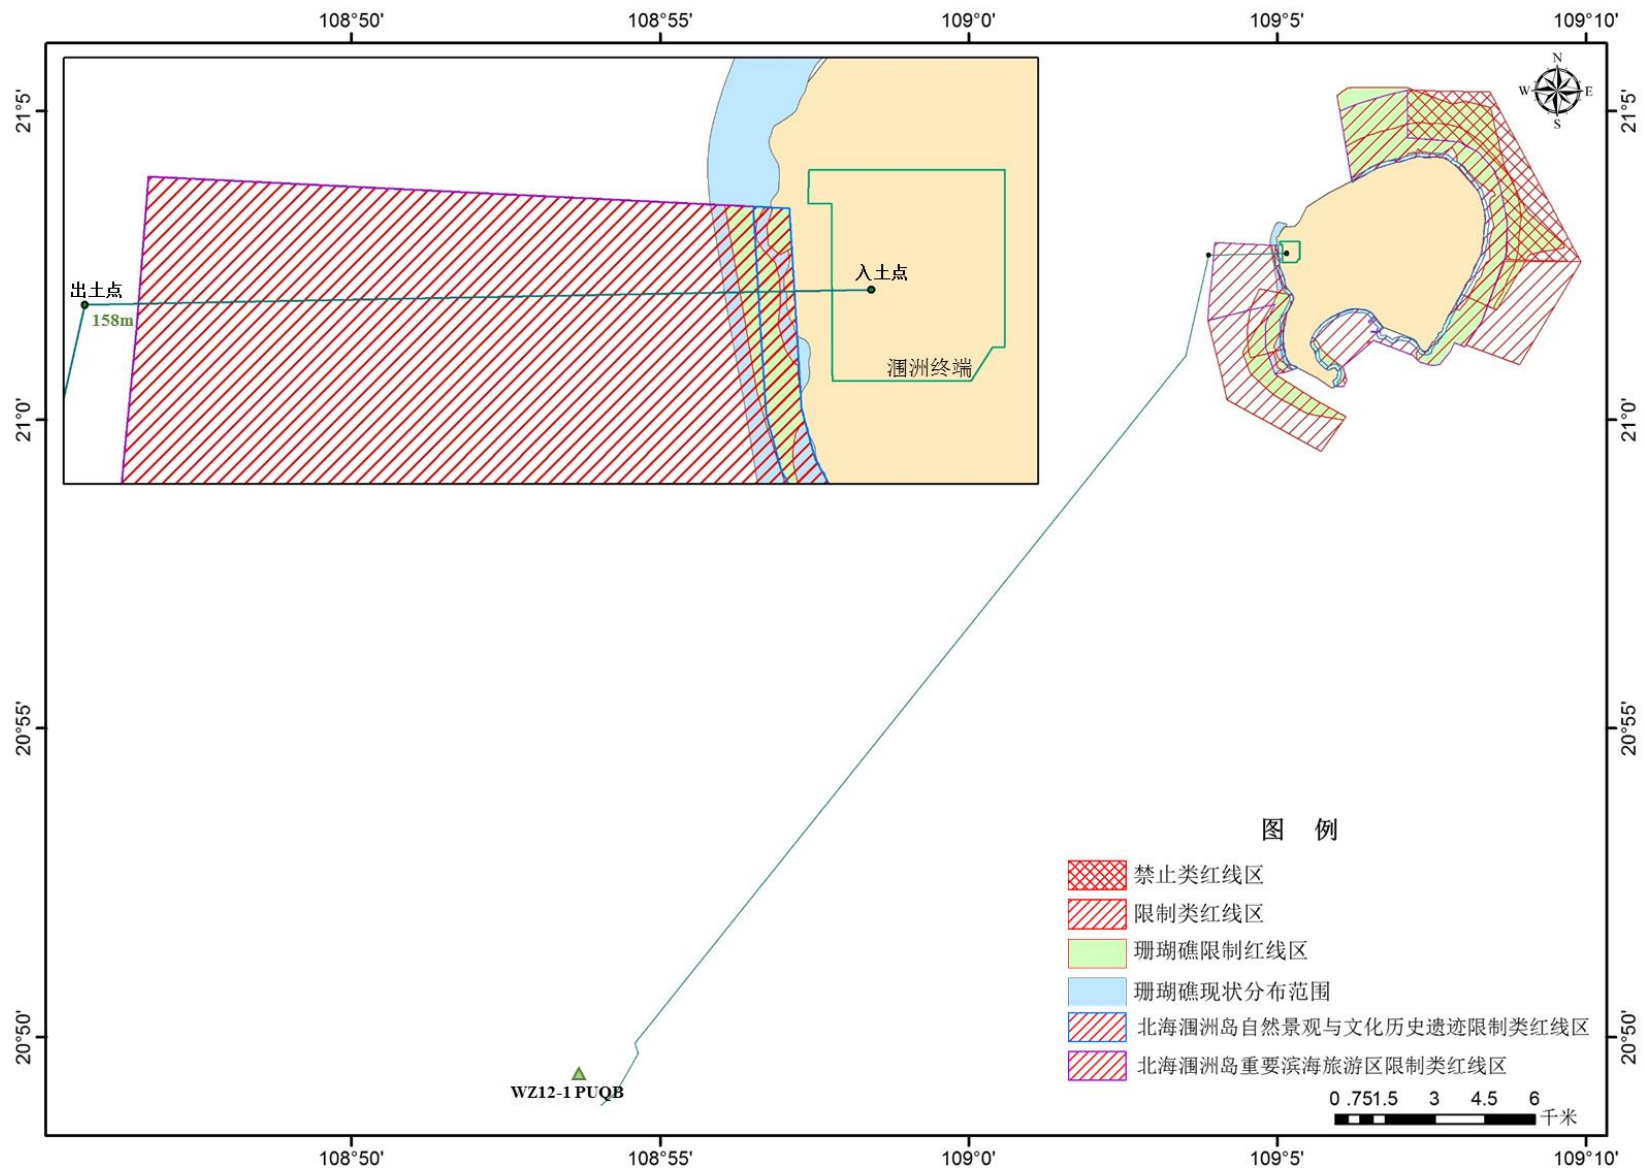 108°50'
108°55'
109°0'
109°5'
109°10'
N
W
E
S
21°5'
21°5'
出土点
158m
入土点
涠洲终端
21°0'
21°0'
20°55'
20°55'
图 例
禁止类红线区
限制类红线区
珊瑚礁限制红线区
珊瑚礁现状分布范围
北海涠洲岛自然景观与文化历史遗迹限制类红线区
北海涠洲岛重要滨海旅游区限制类红线区
20°50'
20°50'
WZ12-1 PUQB
0 .751.5 3 4.5 6
千米
108°50'
108°55'
109°0'
109°5'
109°10'